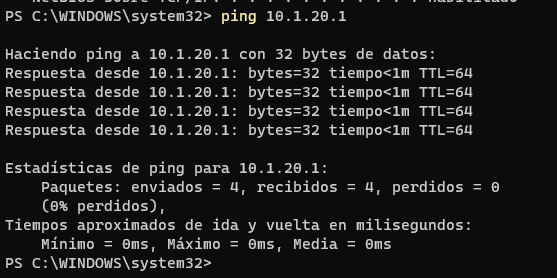 PS C:\WINDOWS\system32> ping 10.1.20.1
Haciendo ping a 10.1.20.1 con 32 bytes de datos:
Respuesta desde 10.1.20.1: bytes=32 tiempo<1m TTL=64
Respuesta desde 10.1.20.1: bytes=32 tiempo<1m TTL=64
Respuesta desde 10.1.20.1: bytes=32 tiempo<1m TTL=64
Respuesta desde 10.1.20.1: bytes=32 tiempo<1m TTL=64
Estadísticas de ping para 10.1.20.1:
Paquetes: enviados = 4, recibidos = 4, perdidos = 0
(0% perdidos),
Tiempos aproximados de ida y vuelta en milisegundos:
Mínimo = 0ms, Máximo = 0ms, Media = 0ms
PS C:\WINDOWS\system32>